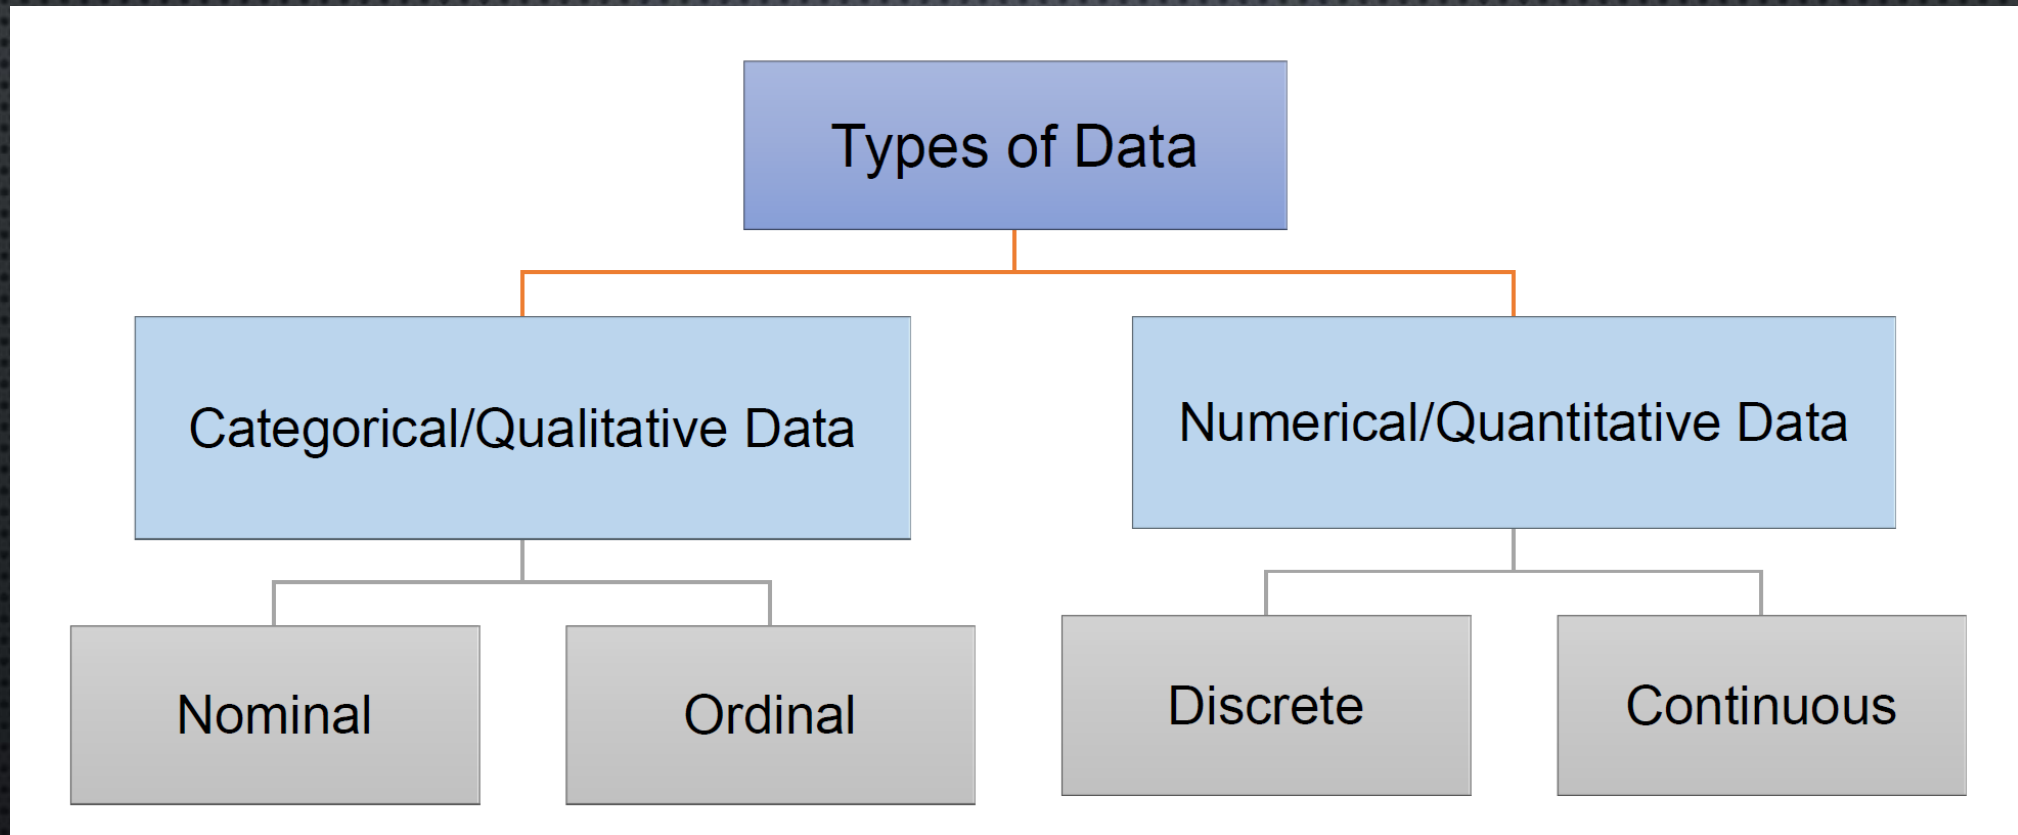 Types of Data
Categorical/Qualitative Data
Numerical/Quantitative Data
Nominal
Ordinal
Discrete
Continuous